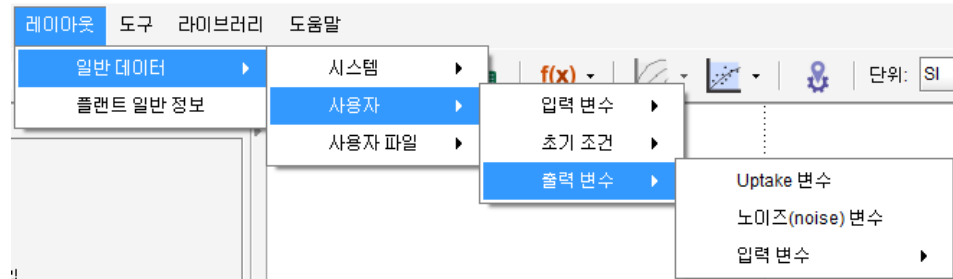 레이아웃 도구 라이브러리 도움말
일반 데이터 시스템 f(x) 단위: SI
플랜트 일반 정보 사용자 입력 변수
사용자 파일 초기 조건
출력 변수 Uptake 변수
노이즈(noise) 변수
입력 변수